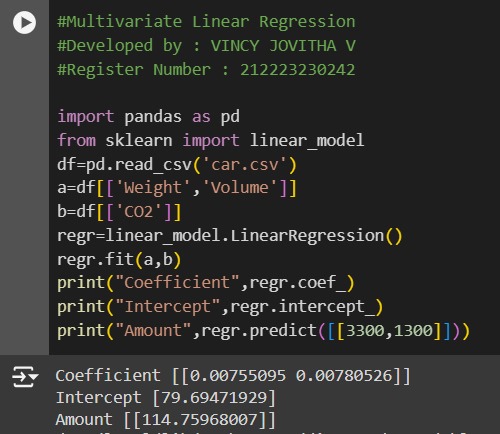 #Multivariate Linear Regression
#Developed by : VINCY JOVITHA V
#Register Number : 212223230242
import pandas as pd
from sklearn import linear_model
df=pd.read_csv('car.csv')
a=df[['Weight','Volume']]
b=df[['CO2']]
regr=linear_model.LinearRegression()
regr.fit(a,b)
print("Coefficient",regr.coef_)
print("Intercept",regr.intercept_)
print("Amount",regr.predict([[3300,1300]]))
Coefficient [[0.00755095 0.00780526]]
Intercept [79.69471929]
Amount [[114.75968007]]